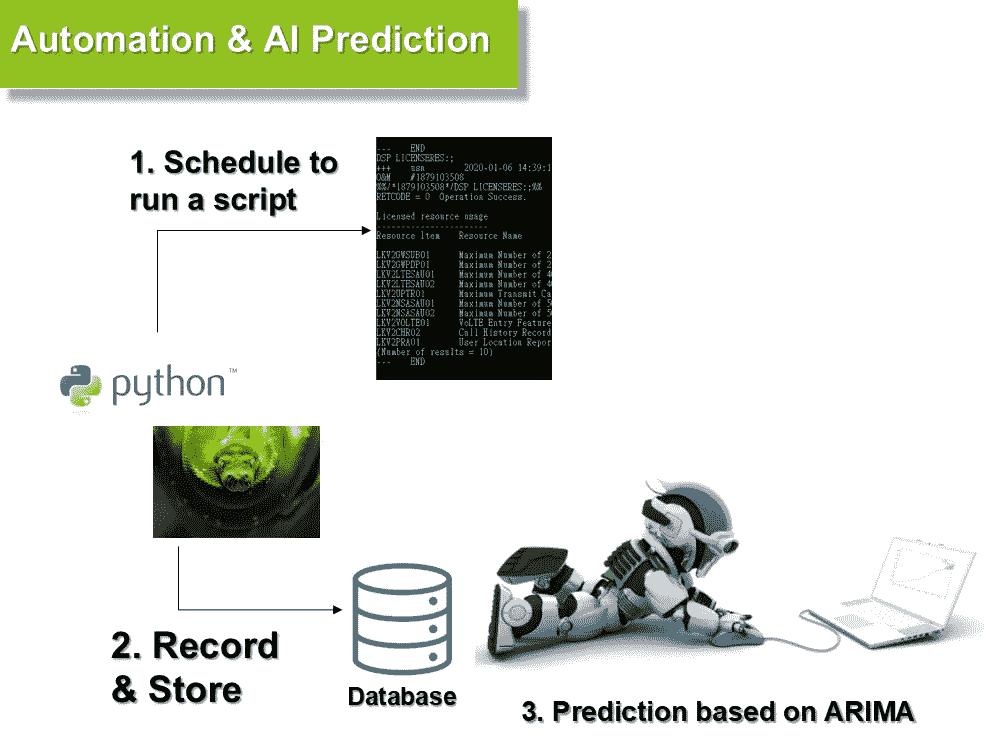 Automation & AI Prediction
1. Schedule to
run a script
---    END
DSP LICENSERES:;
+++    usn        2020-01-06 14:39:1
O&M    #1879103508
%%/*1879103508*/DSP LICENSERES:;%%
RETCODE = 0  Operation Success.
Licensed resource usage
-----------------------
Resource Item   Resource Name
LKV2GWSUB01     Maximum Number of 2
LKV2GWPDP01     Maximum Number of 2
LKV2LTESAU01    Maximum Number of 4
LKV2LTESAU02    Maximum Number of 4
LKV2UPTR01      Maximum Transmit Ca
LKV2NSASAU01    Maximum Number of 5
LKV2NSASAU02    Maximum Number of 5
LKV2VOLTE01     VoLTE Entry Feature
LKV2CHR02       Call History Record
LKV2PRA01       User Location Repor
(Number of results = 10)
---    END
python™
2. Record
& Store
Database
3. Prediction based on ARIMA